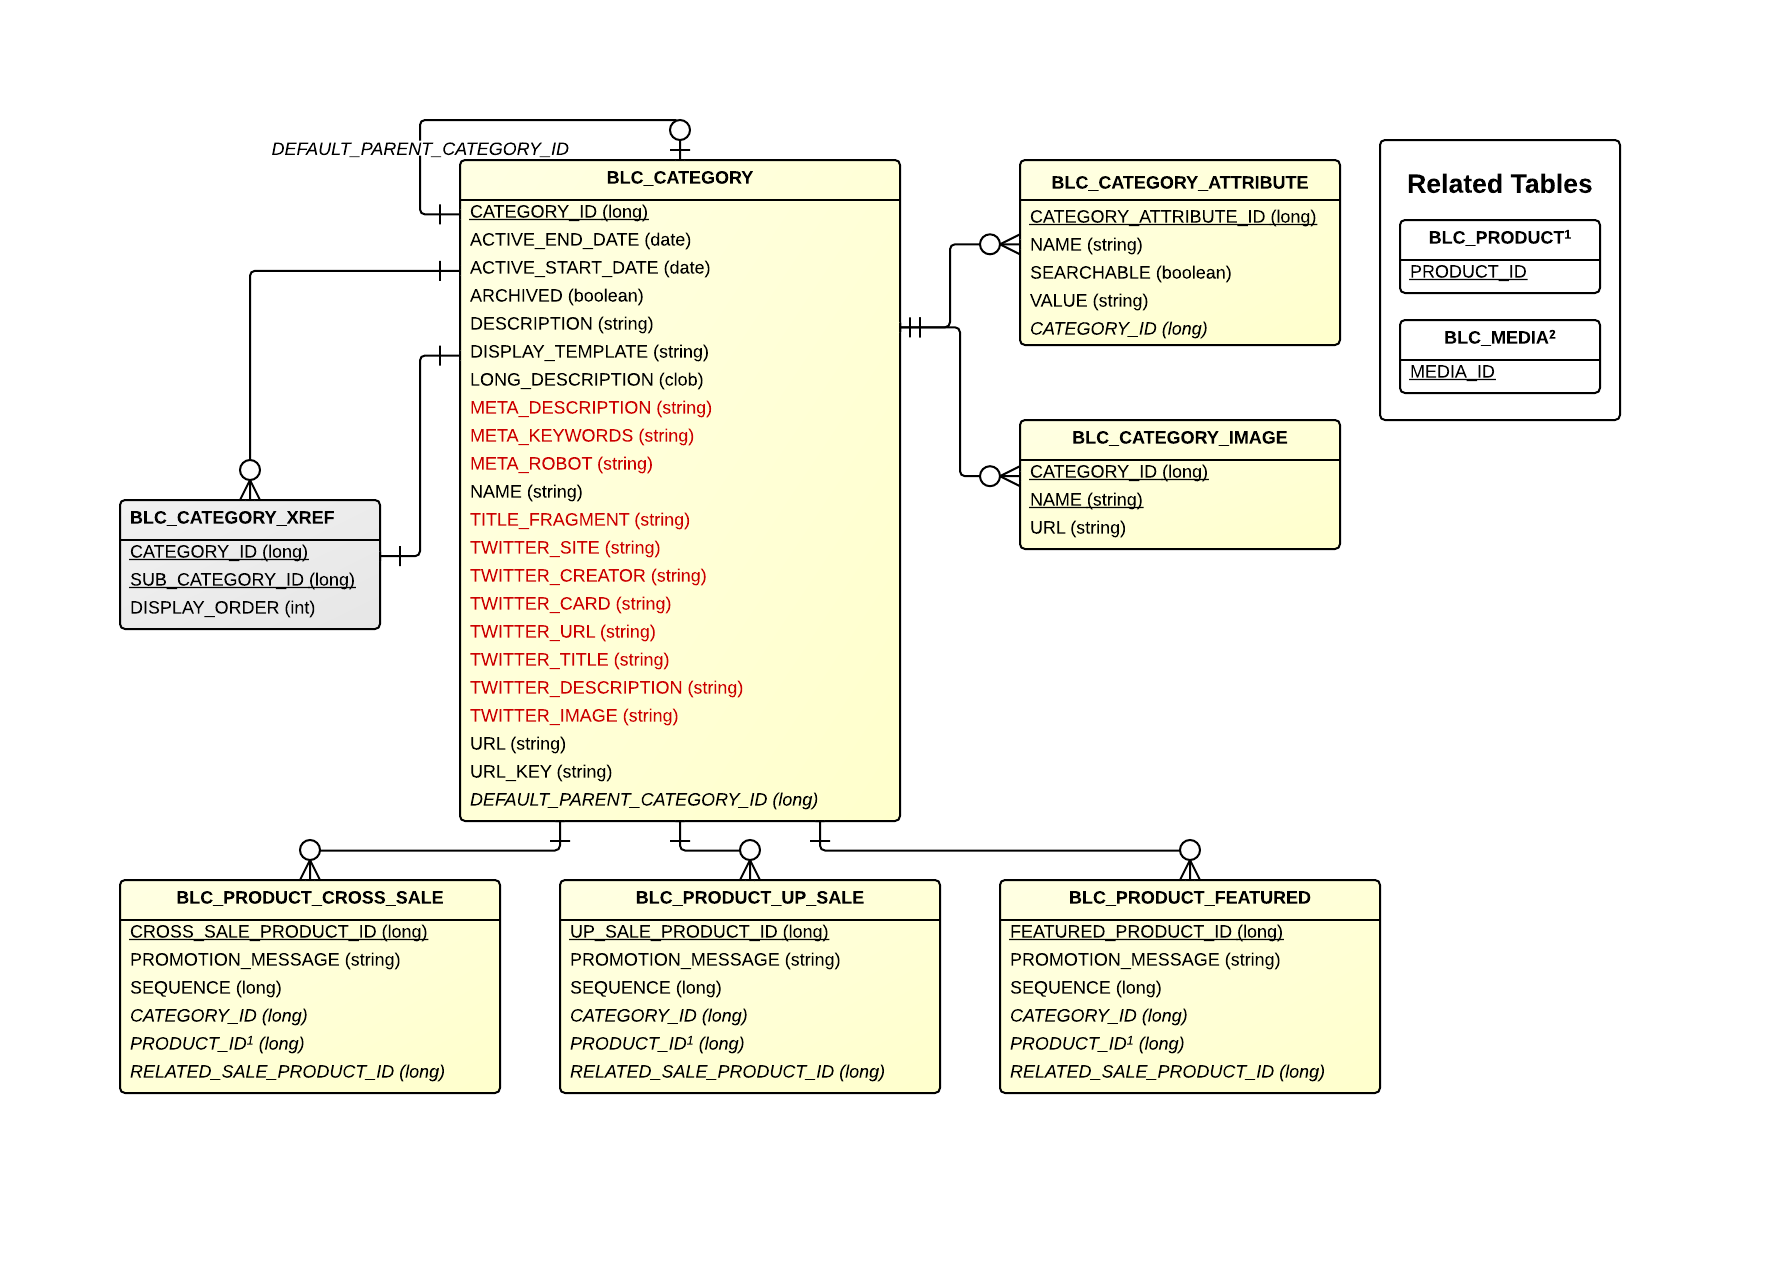 DEFAULT_PARENT_CATEGORY_ID
BLC_CATEGORY
CATEGORY_ID (long)
ACTIVE_END_DATE (date)
ACTIVE_START_DATE (date)
ARCHIVED (boolean)
DESCRIPTION (string)
DISPLAY_TEMPLATE (string)
LONG_DESCRIPTION (clob)
META_DESCRIPTION (string)
META_KEYWORDS (string)
META_ROBOT (string)
NAME (string)
TITLE_FRAGMENT (string)
TWITTER_SITE (string)
TWITTER_CREATOR (string)
TWITTER_CARD (string)
TWITTER_URL (string)
TWITTER_TITLE (string)
TWITTER_DESCRIPTION (string)
TWITTER_IMAGE (string)
URL (string)
URL_KEY (string)
DEFAULT_PARENT_CATEGORY_ID (long)
BLC_CATEGORY_ATTRIBUTE
CATEGORY_ATTRIBUTE_ID (long)
NAME (string)
SEARCHABLE (boolean)
VALUE (string)
CATEGORY_ID (long)
Related Tables
BLC_PRODUCT¹
PRODUCT_ID
BLC_MEDIA²
MEDIA_ID
BLC_CATEGORY_IMAGE
CATEGORY_ID (long)
NAME (string)
URL (string)
BLC_CATEGORY_XREF
CATEGORY_ID (long)
SUB_CATEGORY_ID (long)
DISPLAY_ORDER (int)
BLC_PRODUCT_CROSS_SALE
CROSS_SALE_PRODUCT_ID (long)
PROMOTION_MESSAGE (string)
SEQUENCE (long)
CATEGORY_ID (long)
PRODUCT_ID¹ (long)
RELATED_SALE_PRODUCT_ID (long)
BLC_PRODUCT_UP_SALE
UP_SALE_PRODUCT_ID (long)
PROMOTION_MESSAGE (string)
SEQUENCE (long)
CATEGORY_ID (long)
PRODUCT_ID¹ (long)
RELATED_SALE_PRODUCT_ID (long)
BLC_PRODUCT_FEATURED
FEATURED_PRODUCT_ID (long)
PROMOTION_MESSAGE (string)
SEQUENCE (long)
CATEGORY_ID (long)
PRODUCT_ID¹ (long)
RELATED_SALE_PRODUCT_ID (long)